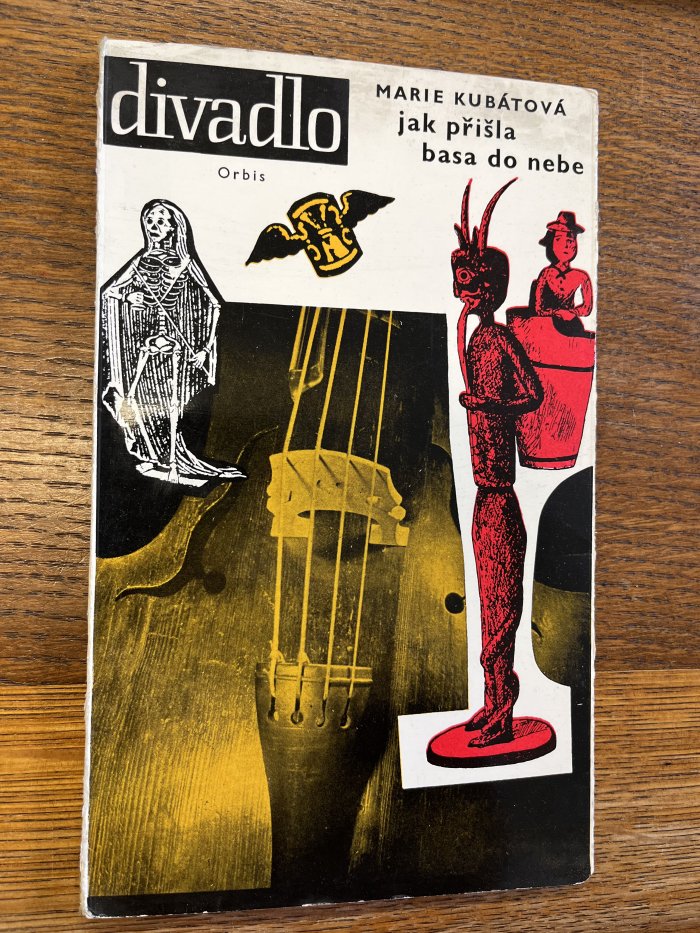 divadlo
Orbis
MARIE KUBÁTOVÁ
jak přišla
basa do nebe